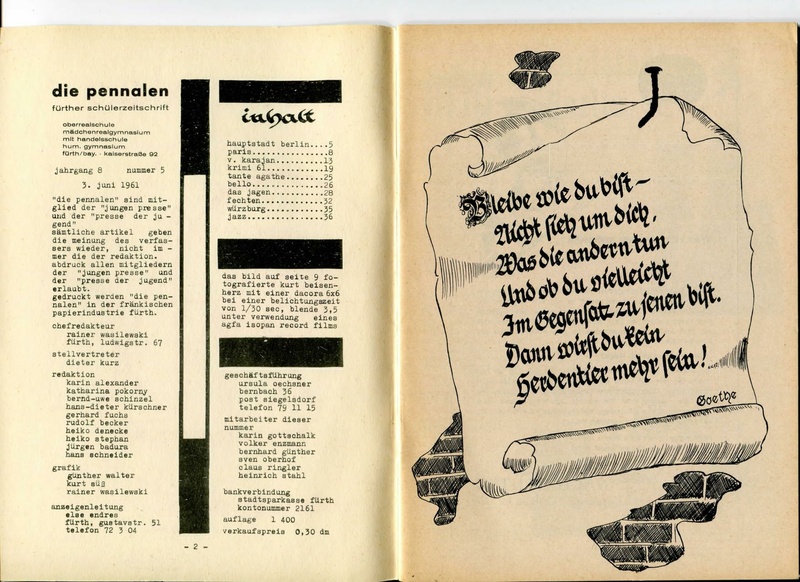 die pennalen
fürther schülerzeitschrift
oberrealschule
mädchenrealgymnasium
mit handelsschule
hum. gymnasium
fürth/bay. · kaiserstraße 92
jahrgang 8 nummer 5
3. juni 1961
"die pennalen" sind mit-
glied der "jungen presse"
und der "presse der ju -
gend"
sämtliche artikel geben
die meinung des verfas-
sers wieder, nicht im -
mer die der redaktion.
abdruck allen mitgliedern
der "jungen presse" und
der "presse der jugend"
erlaubt.
gedruckt werden "die pen-
nalen" in der fränkischen
papierindustrie fürth.
chefredakteur
rainer wasilewski
fürth, ludwigstr. 67
stellvertreter
dieter kurz
redaktion
karin alexander
katharina pokorny
bernd-uwe schinzel
hans-dieter kürschner
gerhard fuchs
rudolf becker
heiko denecke
heiko stephan
jürgen badura
hans schneider
grafik
günther walter
kurt süß
rainer wasilewski
anzeigenleitung
else endres
fürth, gustavstr. 51
telefon 72 3 04
inhalt
hauptstadt berlin....5
paris................8
v. karajan..........13
krimi 61............19
tante agathe........25
bello...............26
das jagen...........28
fechten.............32
würzburg............35
jazz................36
das bild auf seite 9 fo-
tografierte kurt beisen-
herz mit einer dacora 6x6
bei einer belichtungszeit
von 1/30 sec, blende 3,5
unter verwendung eines
agfa isopan record films
geschäftsführung
ursula oechsner
bernbach 36
post siegelsdorf
telefon 79 11 15
mitarbeiter dieser
nummer
karin gottschalk
volker enzmann
bernhard günther
sven oberhof
claus ringler
heinrich stahl
bankverbindung
stadtsparkasse fürth
kontonummer 2161
auflage 1 400
verkaufspreis 0,30 dm
- 2 -
Bleibe wie du bist –
Nicht sieh um dich,
Was die andern tun
Und ob du vielleicht
Im Gegensatz zu jenen bist.
Dann wirst du kein
Herdentier mehr sein!...
Goethe